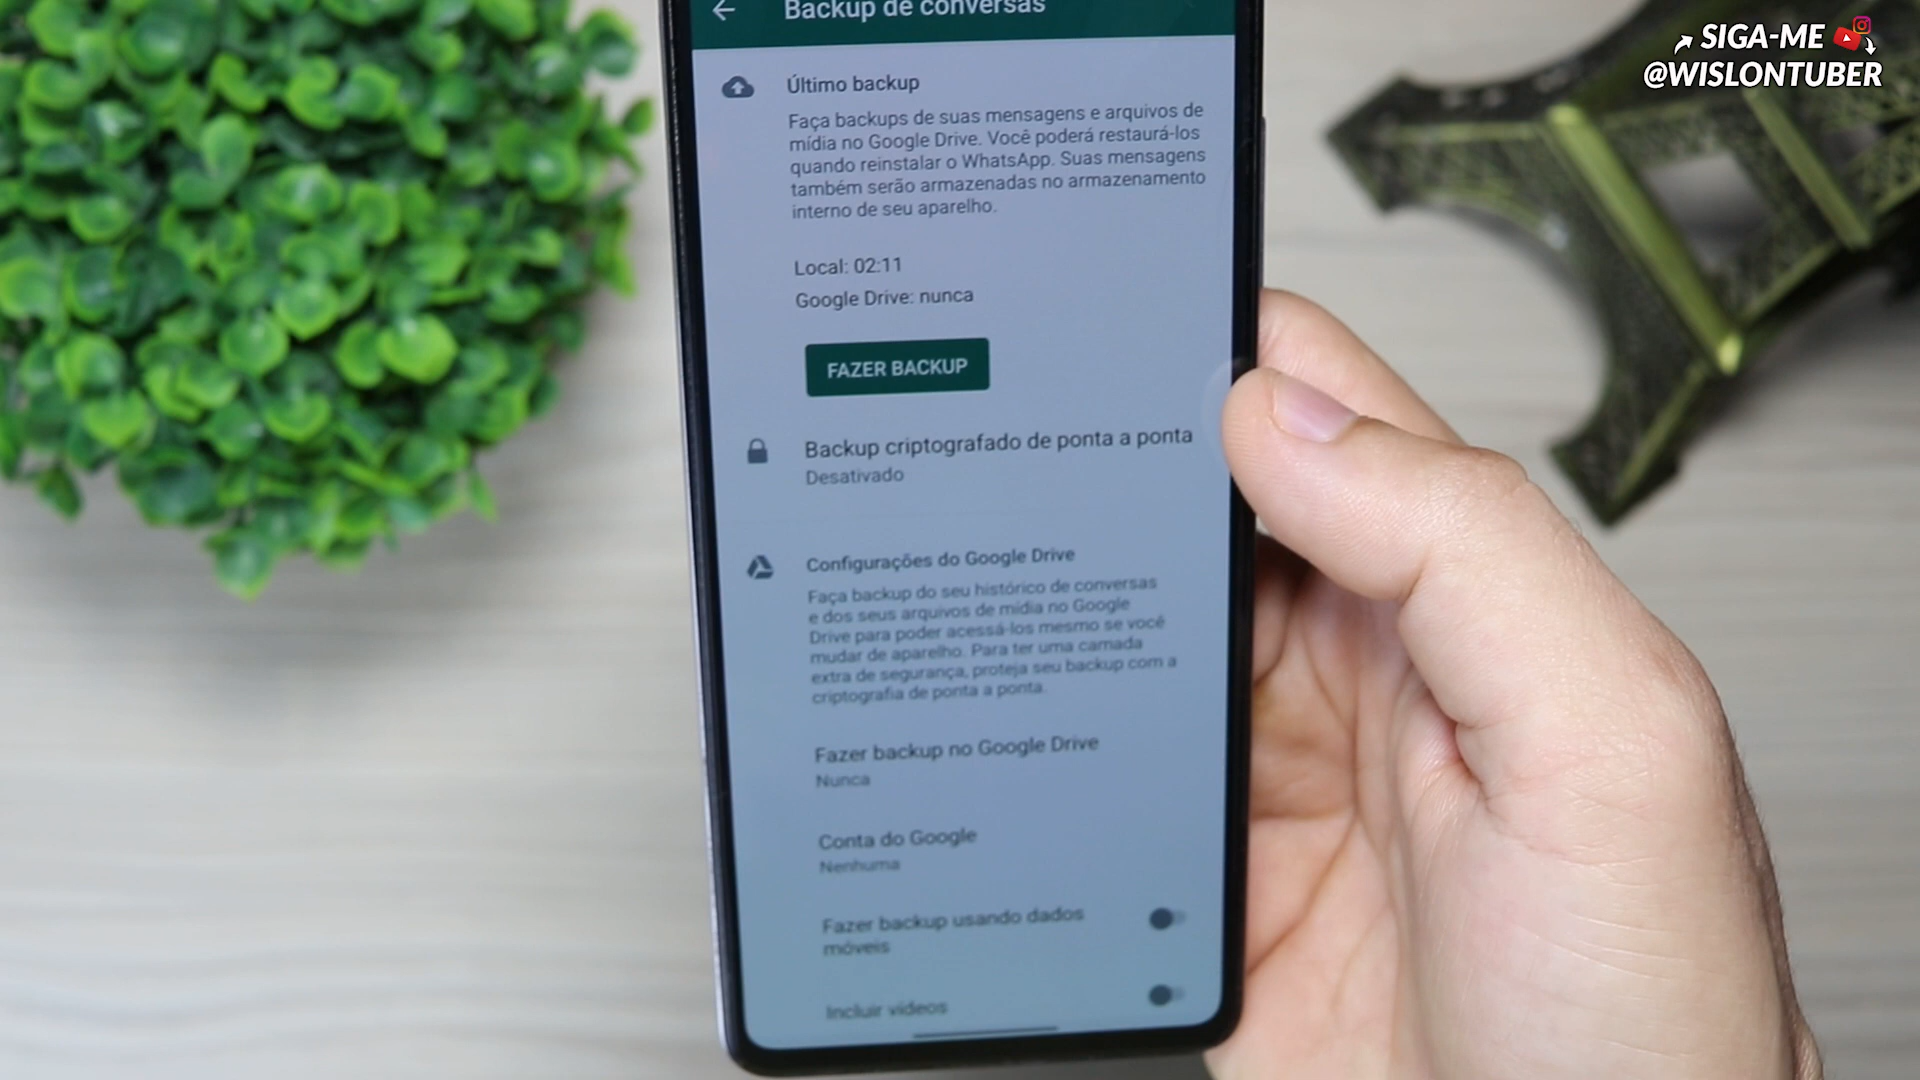 Backup de conversas
SIGA-ME
@WISLONTUBER
Último backup
Faça backups de suas mensagens e arquivos de
mídia no Google Drive. Você poderá restaurá-los
quando reinstalar o WhatsApp. Suas mensagens
também serão armazenadas no armazenamento
interno de seu aparelho.
Local: 02:11
Google Drive: nunca
FAZER BACKUP
Backup criptografado de ponta a ponta
Desativado
Configurações do Google Drive
Faça backup do seu histórico de conversas
e dos seus arquivos de mídia no Google
Drive para poder acessá-los mesmo se você
mudar de aparelho. Para ter uma camada
extra de segurança, proteja seu backup com a
criptografia de ponta a ponta.
Fazer backup no Google Drive
Nunca
Conta do Google
Nenhuma
Fazer backup usando dados
móveis
Incluir vídeos